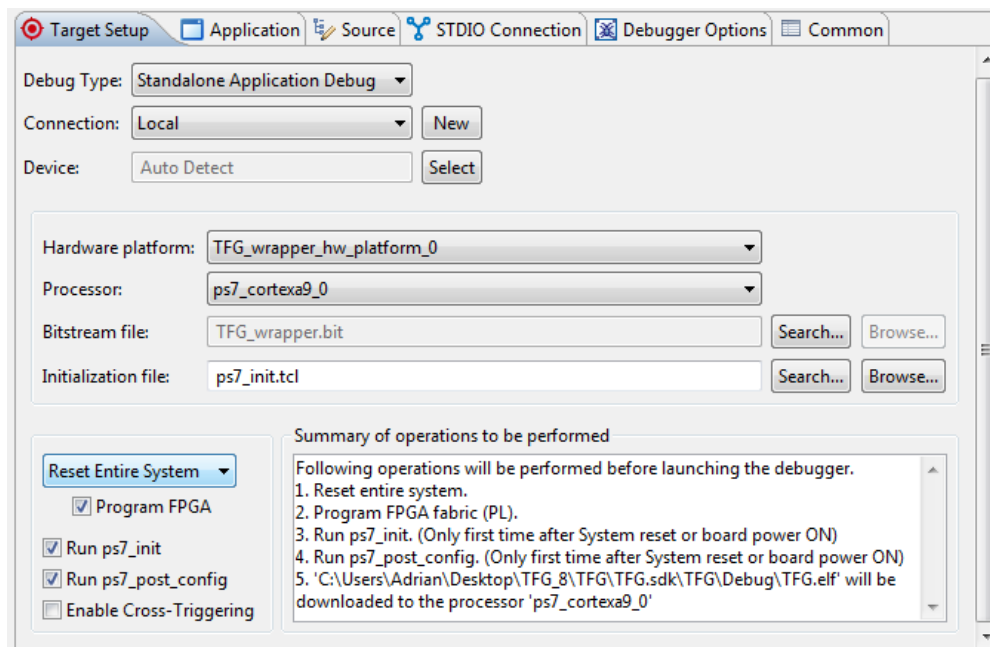 Target Setup Application Source STDIO Connection Debugger Options Common
Debug Type: Standalone Application Debug
Connection: Local New
Device: Auto Detect Select
Hardware platform: TFG_wrapper_hw_platform_0
Processor: ps7_cortexa9_0
Bitstream file: TFG_wrapper.bit Search... Browse...
Initialization file: ps7_init.tcl Search... Browse...
Reset Entire System
Program FPGA
Run ps7_init
Run ps7_post_config
Enable Cross-Triggering
Summary of operations to be performed
Following operations will be performed before launching the debugger.
1. Reset entire system.
2. Program FPGA fabric (PL).
3. Run ps7_init. (Only first time after System reset or board power ON)
4. Run ps7_post_config. (Only first time after System reset or board power ON)
5. 'C:\Users\Adrian\Desktop\TFG_8\TFG\TFG.sdk\TFG\Debug\TFG.elf' will be
downloaded to the processor 'ps7_cortexa9_0'